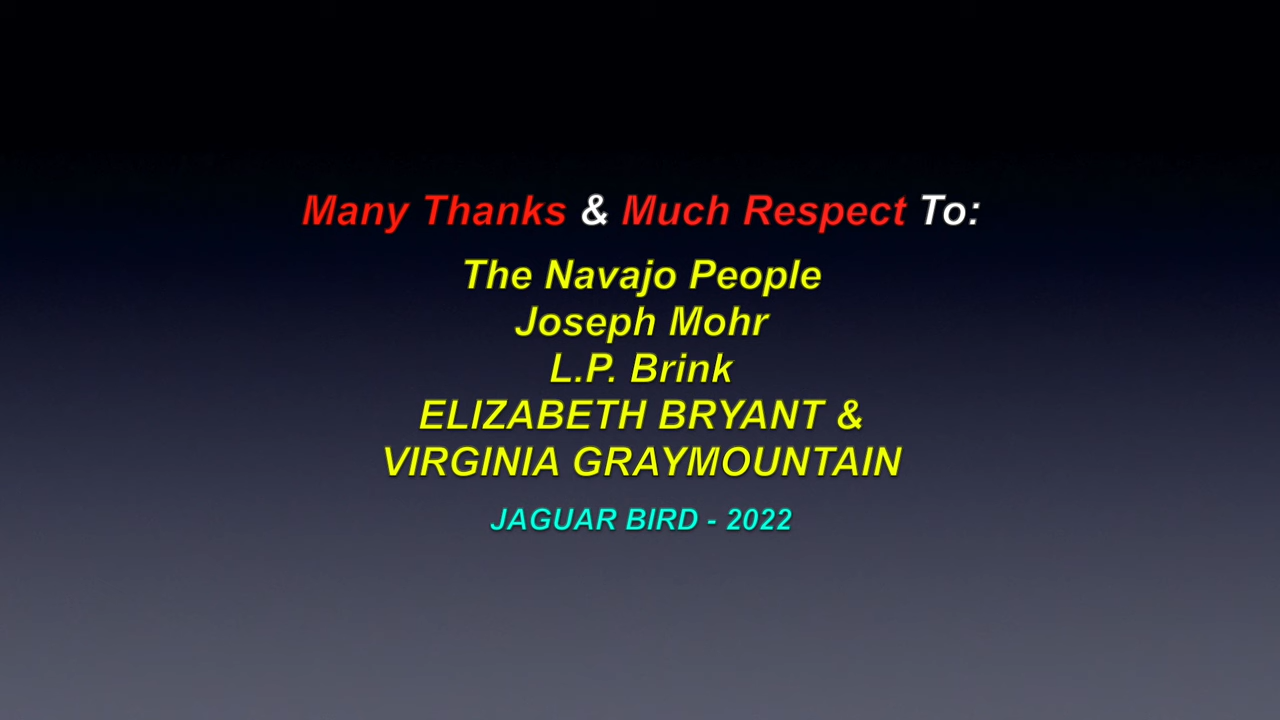 Many Thanks & Much Respect To:
The Navajo People
Joseph Mohr
L.P. Brink
ELIZABETH BRYANT &
VIRGINIA GRAYMOUNTAIN
JAGUAR BIRD - 2022